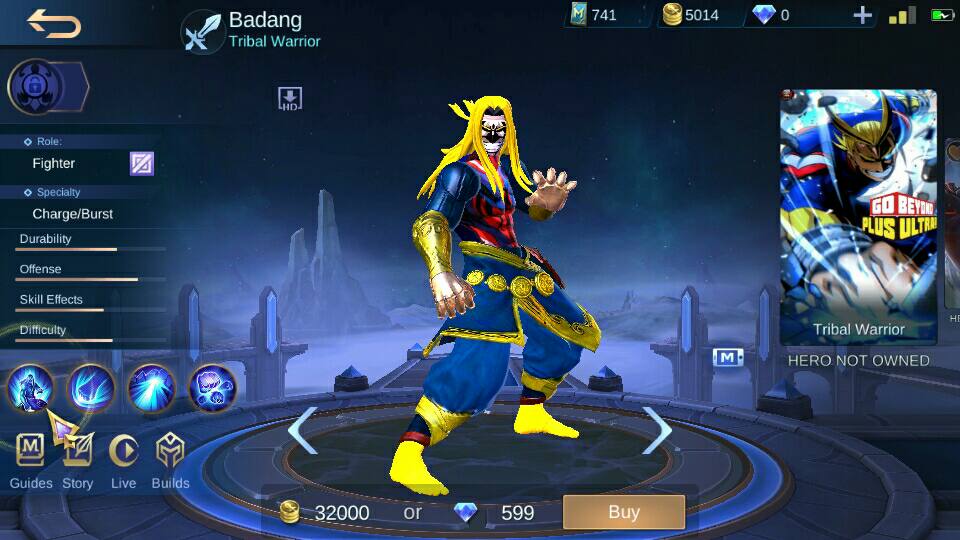 Badang
Tribal Warrior
741
5014
0
HD
Role:
Fighter
Specialty
Charge/Burst
Durability
Offense
Skill Effects
Difficulty
GO BEYOND
PLUS ULTRA
Tribal Warrior
M
HERO NOT OWNED
M
Guides Story Live Builds
32000 or 599 Buy